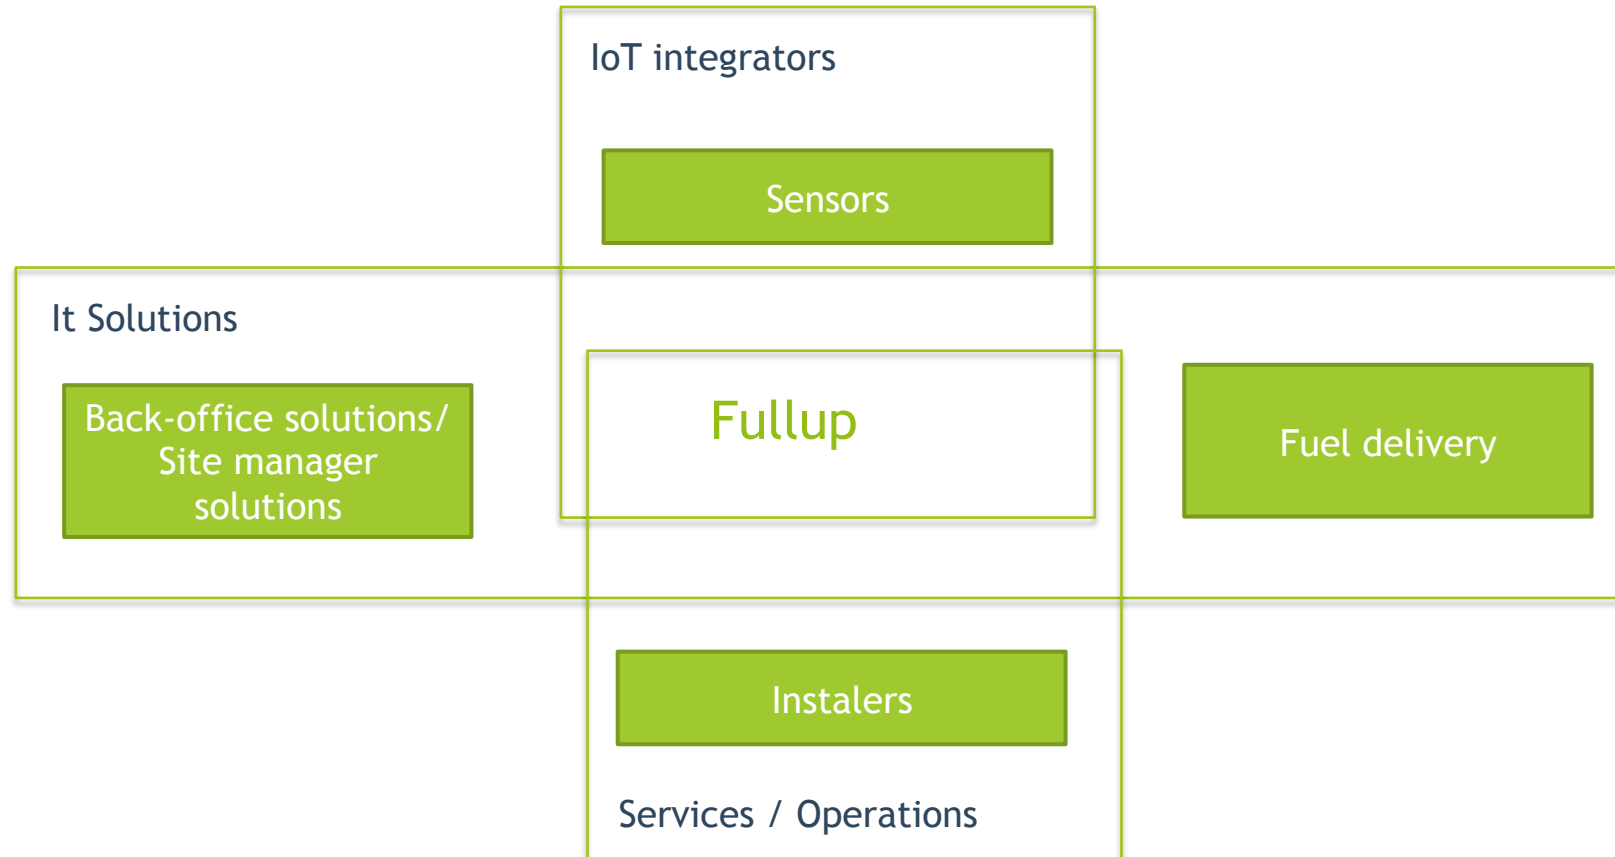 IoT integrators
Sensors
It Solutions
Back-office solutions/
Site manager
solutions
Fullup
Fuel delivery
Instalers
Services / Operations